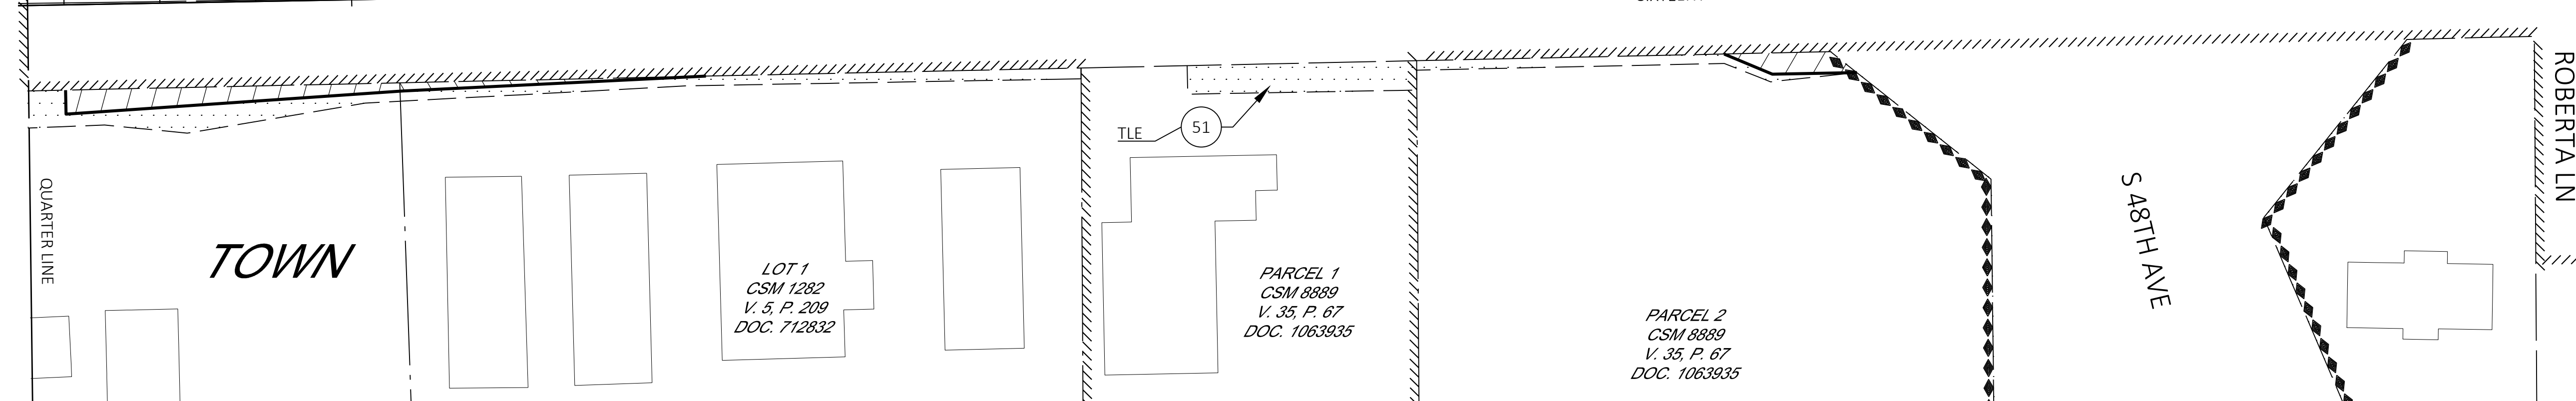 QUARTER LINE
TOWN
LOT 1
CSM 1282
V. 5, P. 209
DOC. 712832
TLE
51
PARCEL 1
CSM 8889
V. 35, P. 67
DOC. 1063935
PARCEL 2
CSM 8889
V. 35, P. 67
DOC. 1063935
S 48TH AVE
ROBERTA LN